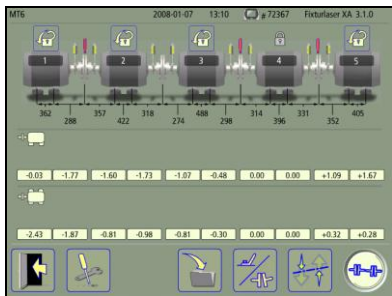 MT6 2008-01-07 13:10 # 72367 Fixturlaser XA 3.1.0
1 2 3 4 5
362 357 318 488 314 331 405
288 422 274 298 396 352
-0.03 -1.77 -1.60 -1.73 -1.07 -0.48 0.00 0.00 +1.09 +1.67
-2.43 -1.87 -0.81 -0.98 -0.81 -0.30 0.00 0.00 +0.32 +0.28